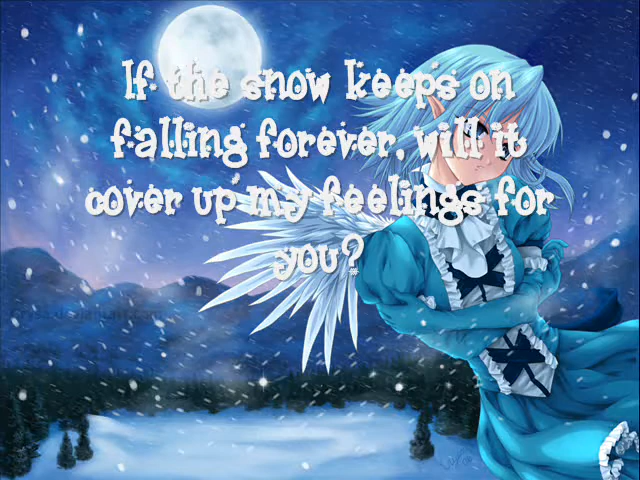 If the snow keeps on
falling forever, will it
cover up my feelings for
you?